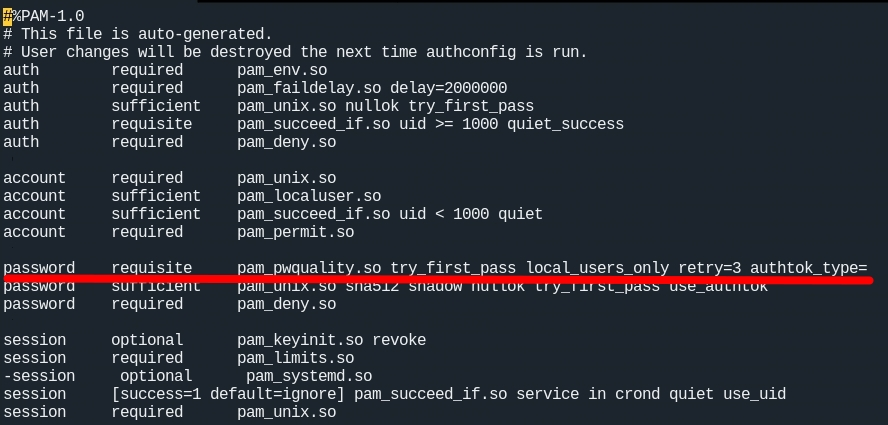 #%PAM-1.0
# This file is auto-generated.
# User changes will be destroyed the next time authconfig is run.
auth        required      pam_env.so
auth        required      pam_faildelay.so delay=2000000
auth        sufficient    pam_unix.so nullok try_first_pass
auth        requisite     pam_succeed_if.so uid >= 1000 quiet_success
auth        required      pam_deny.so
account     required      pam_unix.so
account     sufficient    pam_localuser.so
account     sufficient    pam_succeed_if.so uid < 1000 quiet
account     required      pam_permit.so
password    requisite     pam_pwquality.so try_first_pass local_users_only retry=3 authtok_type=
password    sufficient    pam_unix.so sha512 shadow nullok try_first_pass use_authtok
password    required      pam_deny.so
session     optional      pam_keyinit.so revoke
session     required      pam_limits.so
-session     optional      pam_systemd.so
session     [success=1 default=ignore] pam_succeed_if.so service in crond quiet use_uid
session     required      pam_unix.so